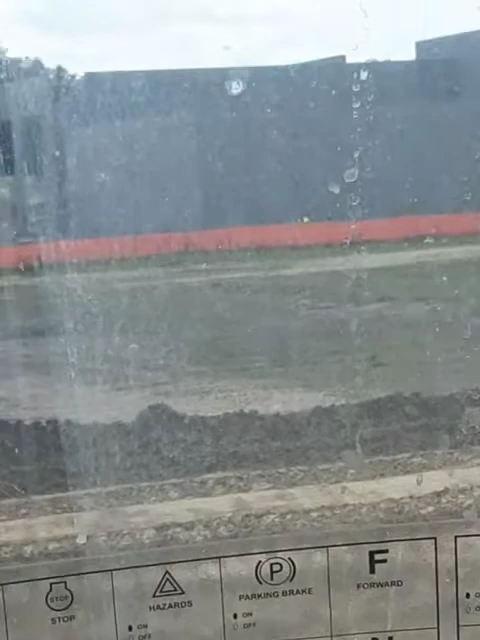 STOP
STOP
HAZARDS
ON
OFF
P
PARKING BRAKE
ON
OFF
F
FORWARD